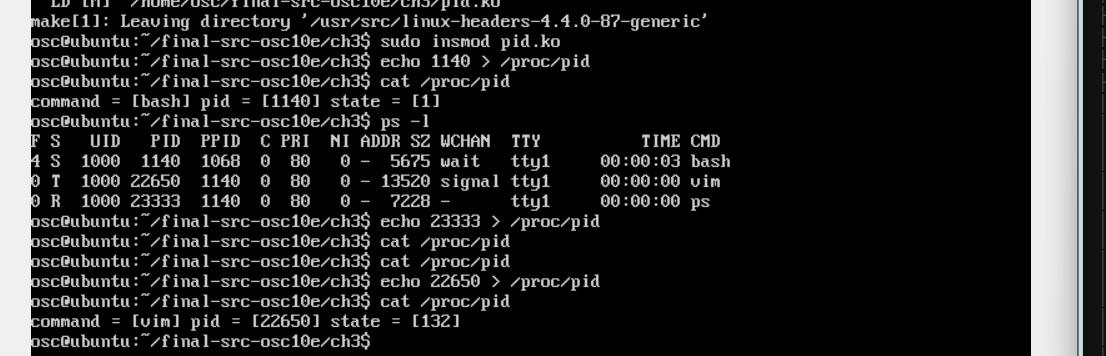 LD [M]  /home/osc/final-src-osc10e/ch3/pid.ko
make[1]: Leaving directory '/usr/src/linux-headers-4.4.0-87-generic'
osc@ubuntu:~/final-src-osc10e/ch3$ sudo insmod pid.ko
osc@ubuntu:~/final-src-osc10e/ch3$ echo 1140 > /proc/pid
osc@ubuntu:~/final-src-osc10e/ch3$ cat /proc/pid
command = [bash] pid = [1140] state = [1]
osc@ubuntu:~/final-src-osc10e/ch3$ ps -l
F S   UID   PID  PPID  C PRI  NI ADDR SZ WCHAN  TTY          TIME CMD
4 S  1000  1140  1068  0  80   0 -  5675 wait   tty1     00:00:03 bash
0 T  1000 22650  1140  0  80   0 - 13520 signal tty1     00:00:00 vim
0 R  1000 23333  1140  0  80   0 -  7228 -      tty1     00:00:00 ps
osc@ubuntu:~/final-src-osc10e/ch3$ echo 23333 > /proc/pid
osc@ubuntu:~/final-src-osc10e/ch3$ cat /proc/pid
osc@ubuntu:~/final-src-osc10e/ch3$ cat /proc/pid
osc@ubuntu:~/final-src-osc10e/ch3$ echo 22650 > /proc/pid
osc@ubuntu:~/final-src-osc10e/ch3$ cat /proc/pid
command = [vim] pid = [22650] state = [132]
osc@ubuntu:~/final-src-osc10e/ch3$